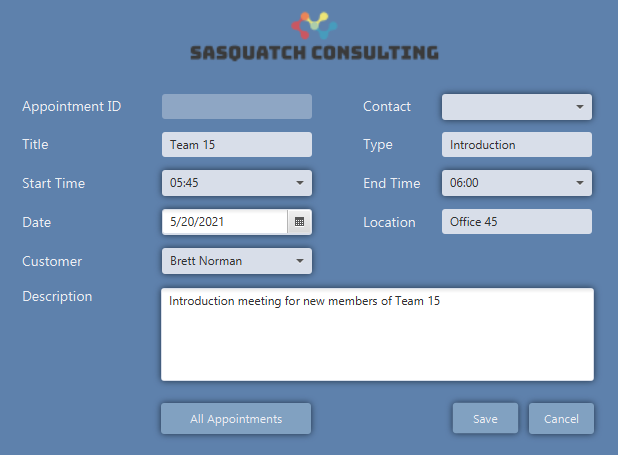 SASQUATCH CONSULTING
Appointment ID
Contact
Title Team 15
Type Introduction
Start Time 05:45
End Time 06:00
Date 5/20/2021
Location Office 45
Customer Brett Norman
Description Introduction meeting for new members of Team 15
All Appointments
Save
Cancel